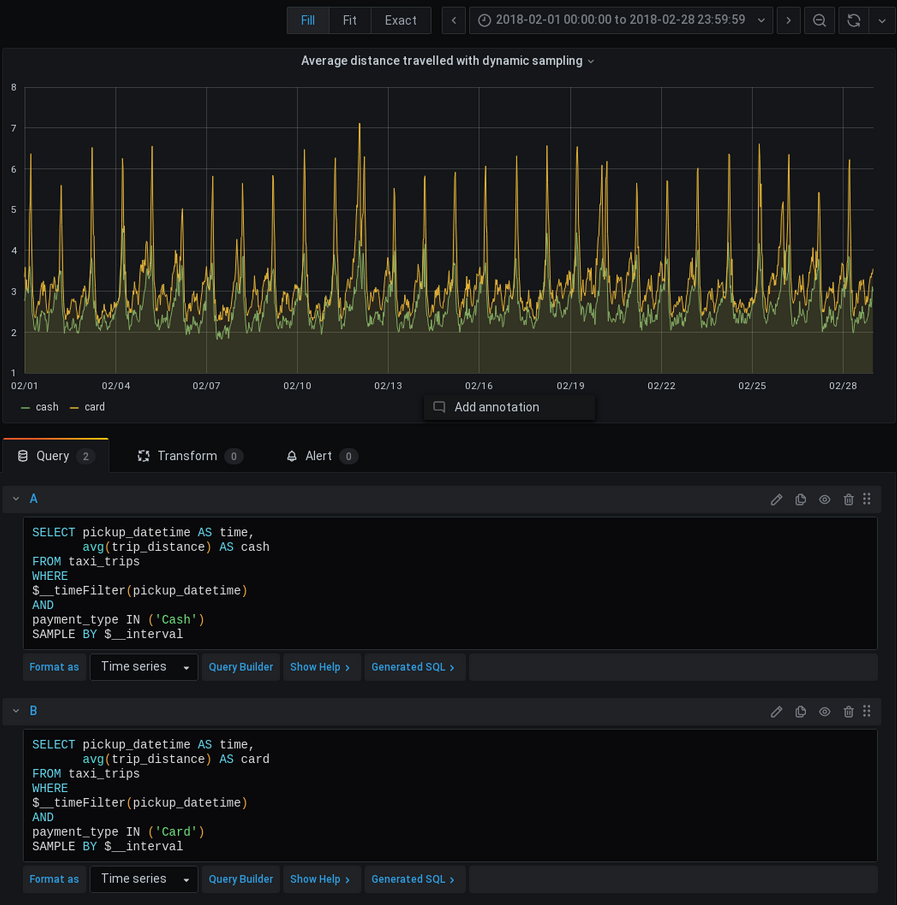 Fill Fit Exact 2018-02-01 00:00:00 to 2018-02-28 23:59:59
Average distance travelled with dynamic sampling
8
7
6
5
4
3
2
1
02/01 02/04 02/07 02/10 02/13 02/16 02/19 02/22 02/25 02/28
cash card
Add annotation
Query 2 Transform 0 Alert 0
A
SELECT pickup_datetime AS time,
avg(trip_distance) AS cash
FROM taxi_trips
WHERE
$__timeFilter(pickup_datetime)
AND
payment_type IN ('Cash')
SAMPLE BY $__interval
Format as Time series Query Builder Show Help Generated SQL
B
SELECT pickup_datetime AS time,
avg(trip_distance) AS card
FROM taxi_trips
WHERE
$__timeFilter(pickup_datetime)
AND
payment_type IN ('Card')
SAMPLE BY $__interval
Format as Time series Query Builder Show Help Generated SQL